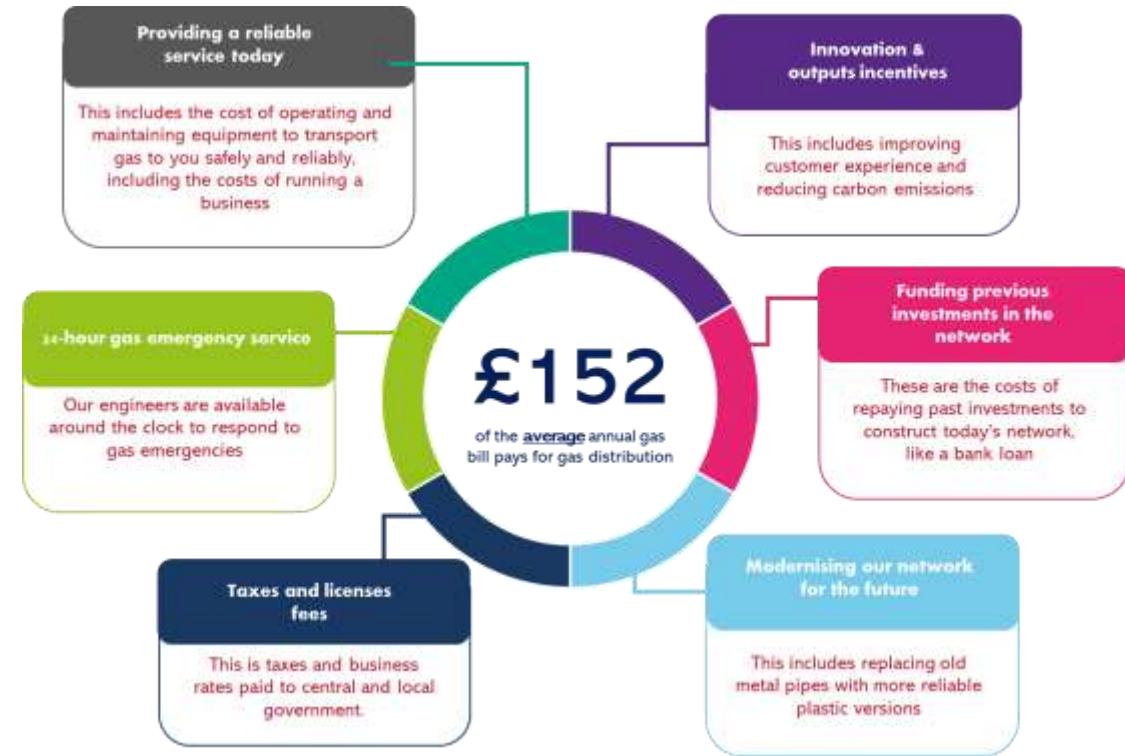 Providing a reliable
service today
This includes the cost of operating and
maintaining equipment to transport
gas to you safely and reliably,
including the costs of running a
business
Innovation &
outputs incentives
This includes improving
customer experience and
reducing carbon emissions
24-hour gas emergency service
Our engineers are available
around the clock to respond to
gas emergencies
£152
of the average annual gas
bill pays for gas distribution
Funding previous
investments in the
network
These are the costs of
repaying past investments to
construct today's network,
like a bank loan
Taxes and licenses
fees
This is taxes and business
rates paid to central and local
government.
Modernising our network
for the future
This includes replacing old
metal pipes with more reliable
plastic versions